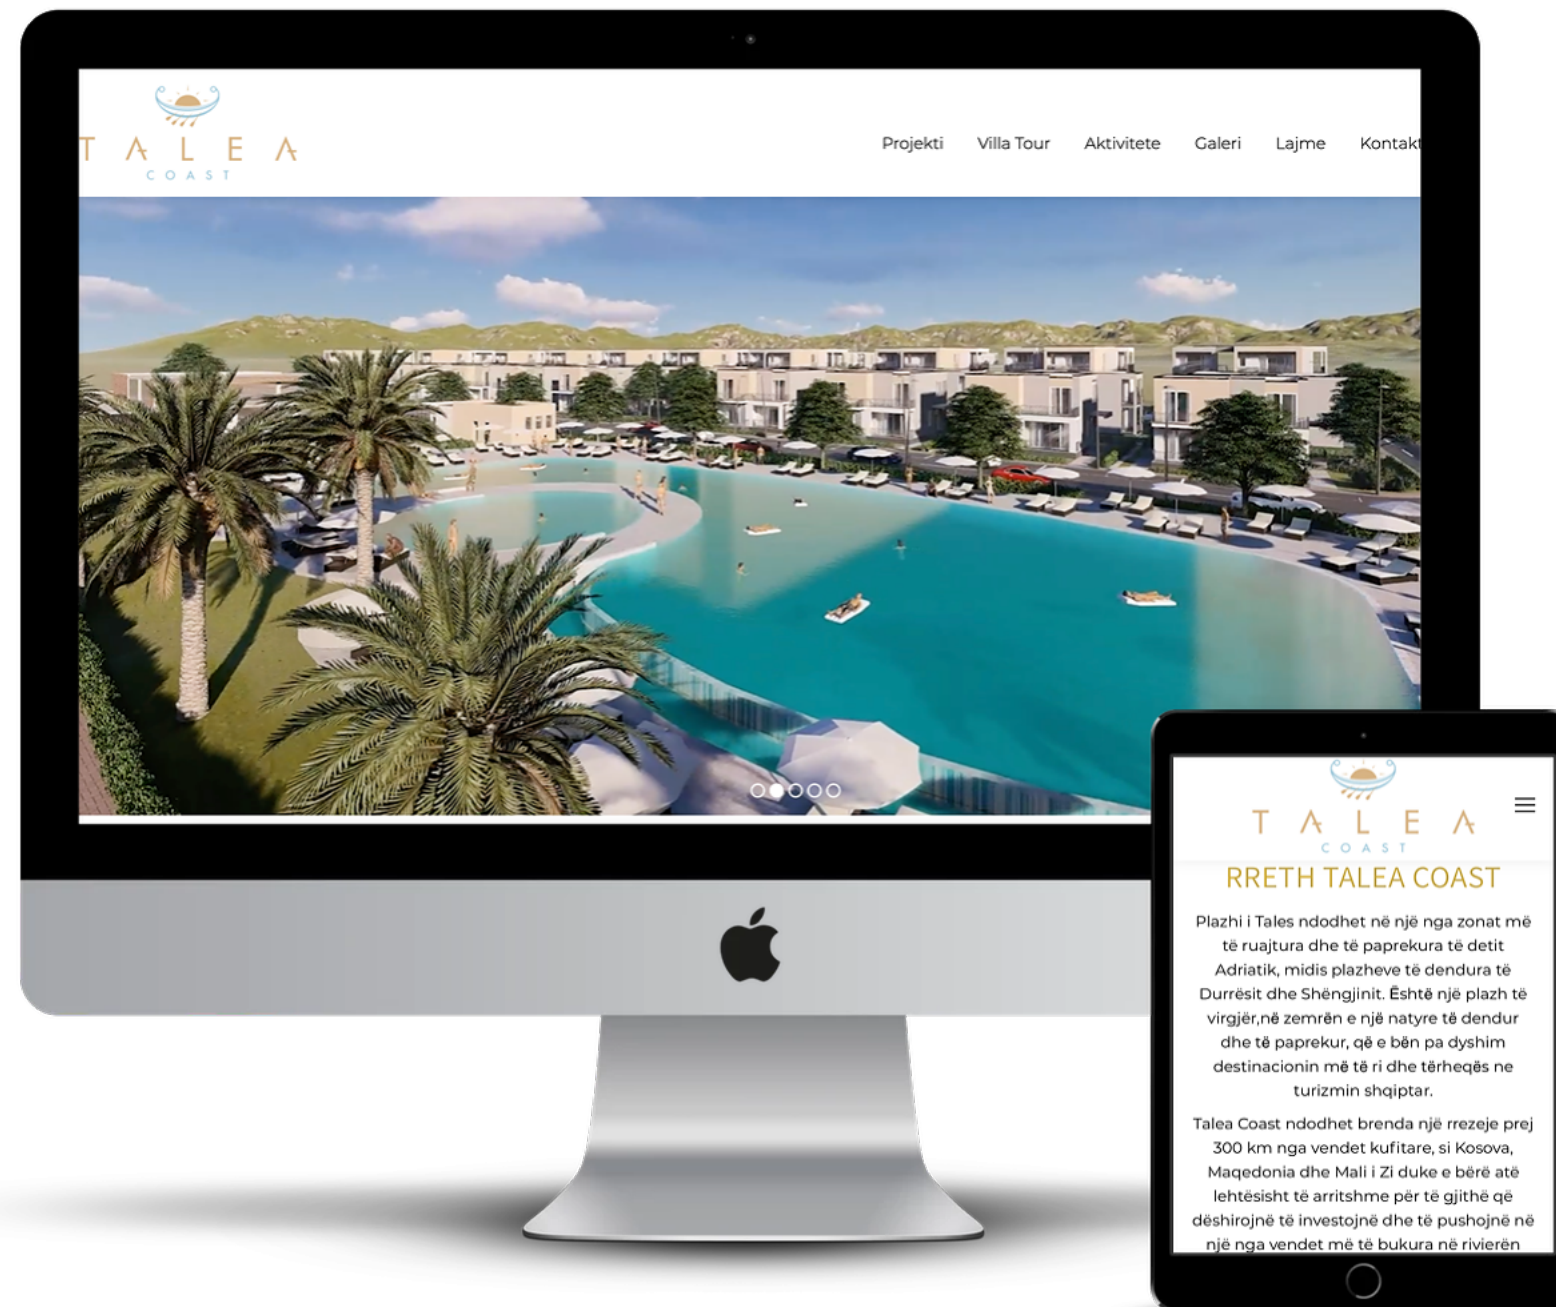 TALEA
COAST
Projekti Villa Tour Aktivitete Galeri Lajme Kontakt
TALEA
COAST
RRETH TALEA COAST
Plazhi i Tales ndodhet në një nga zonat më
të ruajtura dhe të paprekura të detit
Adriatik, midis plazheve të dendura të
Durrësit dhe Shëngjinit. Është një plazh të
virgjër,në zemrën e një natyre të dendur
dhe të paprekur, që e bën pa dyshim
destinacionin më të ri dhe tërheqës ne
turizmin shqiptar.
Talea Coast ndodhet brenda një rrezeje prej
300 km nga vendet kufitare, si Kosova,
Maqedonia dhe Mali i Zi duke e bërë atë
lehtësisht të arritshme për të gjithë që
dëshirojnë të investojnë dhe të pushojnë në
një nga vendet më të bukura në rivierën